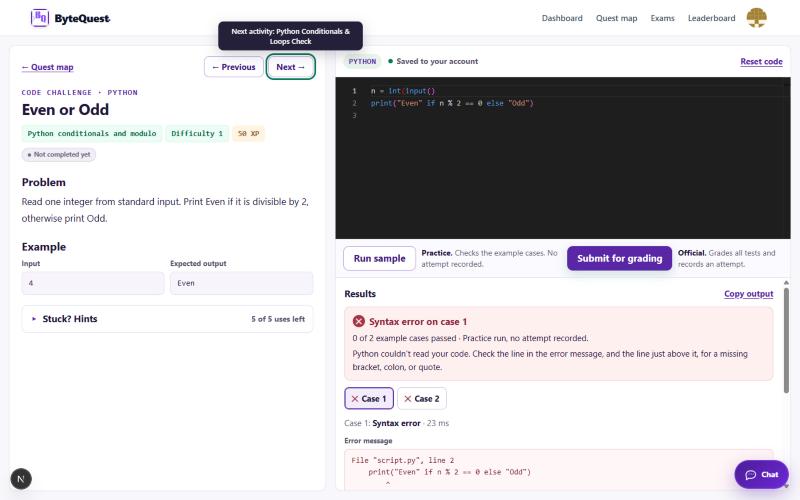 ByteQuest
Dashboard
Quest map
Exams
Leaderboard
Next activity: Python Conditionals &
Loops Check
← Quest map
← Previous
Next →
CODE CHALLENGE · PYTHON
Even or Odd
Python conditionals and modulo
Difficulty 1
50 XP
Not completed yet
Problem
Read one integer from standard input. Print Even if it is divisible by 2,
otherwise print Odd.
Example
Input
Expected output
4
Even
Stuck? Hints
5 of 5 uses left
PYTHON
Saved to your account
Reset code
1 n = int(input()
2 print("Even" if n % 2 == 0 else "Odd")
3
Run sample
Practice. Checks the example cases. No
attempt recorded.
Submit for grading
Official. Grades all tests and
records an attempt.
Results
Copy output
Syntax error on case 1
0 of 2 example cases passed · Practice run, no attempt recorded.
Python couldn't read your code. Check the line in the error message, and the line just above it, for a missing
bracket, colon, or quote.
Case 1
Case 2
Case 1: Syntax error · 23 ms
Error message
File "script.py", line 2
print("Even" if n % 2 == 0 else "Odd")
^
Chat
N